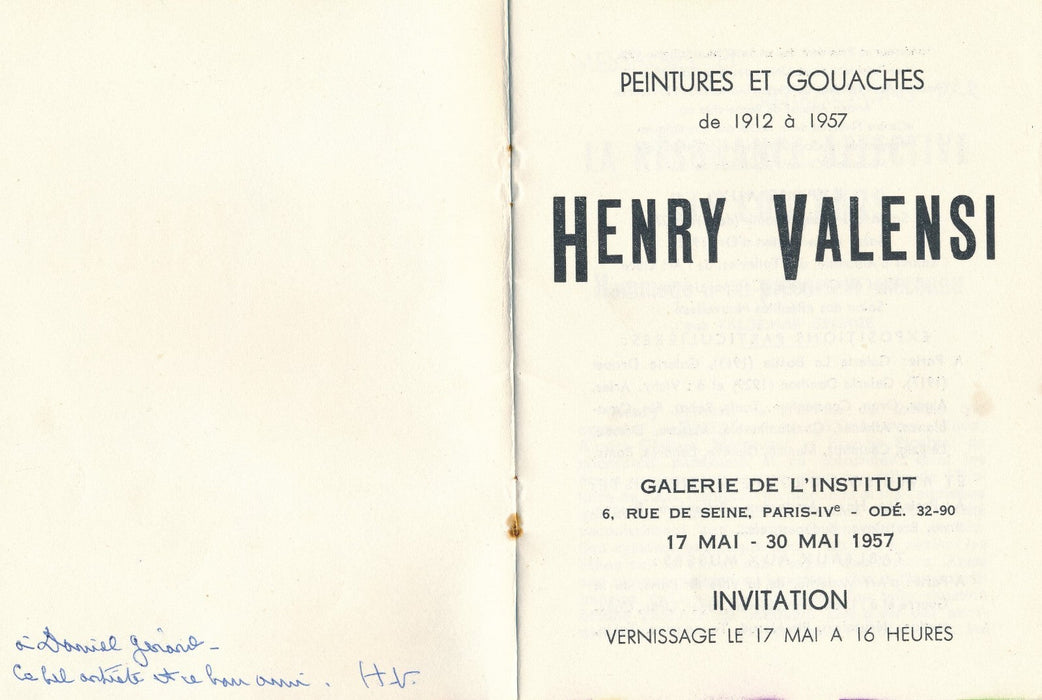 à Daniel Gérard -
Ce bel artiste et ce bon ami. H.V.
PEINTURES ET GOUACHES
de 1912 à 1957
HENRY VALENSI
GALERIE DE L'INSTITUT
6, RUE DE SEINE, PARIS-IVe - ODÉ. 32-90
17 MAI - 30 MAI 1957
INVITATION
VERNISSAGE LE 17 MAI A 16 HEURES